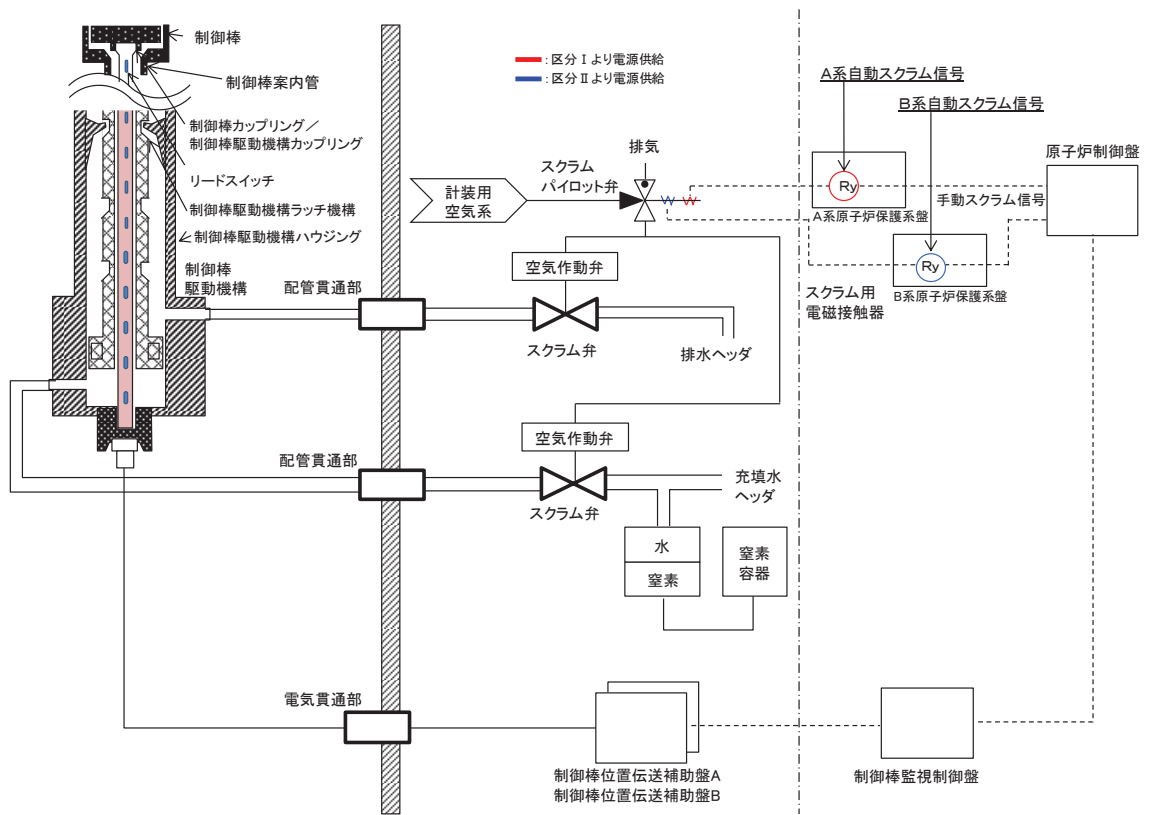 制御棒
制御棒案内管
制御棒カップリング／
制御棒駆動機構カップリング
リードスイッチ
制御棒駆動機構ラッチ機構
制御棒駆動機構ハウジング
制御棒
駆動機構
:区分Ⅰより電源供給
:区分Ⅱより電源供給
A系自動スクラム信号
B系自動スクラム信号
排気
スクラム
パイロット弁
計装用
空気系
Ry
A系原子炉保護系盤
手動スクラム信号
原子炉制御盤
Ry
B系原子炉保護系盤
スクラム用
電磁接触器
空気作動弁
配管貫通部
スクラム弁
排水ヘッダ
空気作動弁
配管貫通部
スクラム弁
充填水
ヘッダ
水
窒素
窒素
容器
電気貫通部
制御棒位置伝送補助盤A
制御棒位置伝送補助盤B
制御棒監視制御盤